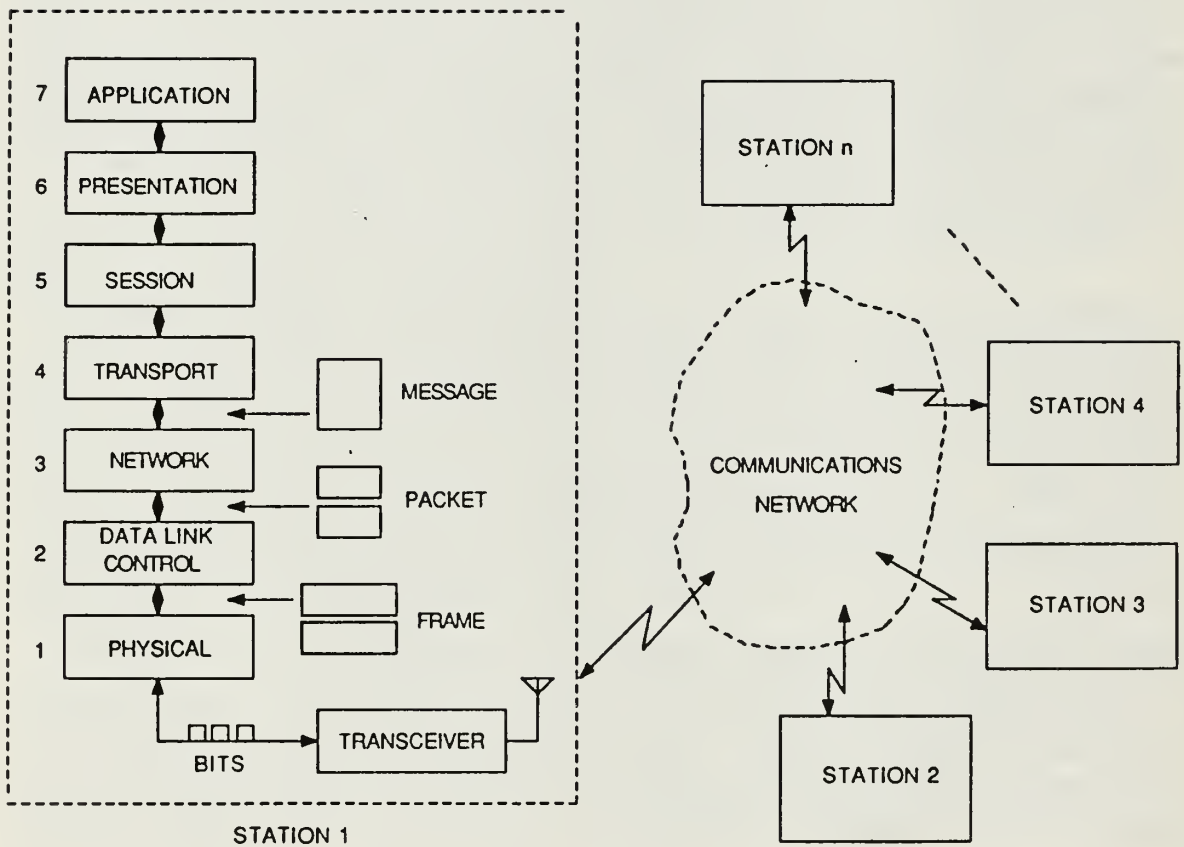 7 APPLICATION
6 PRESENTATION
5 SESSION
4 TRANSPORT
MESSAGE
3 NETWORK
PACKET
2 DATA LINK
CONTROL
FRAME
1 PHYSICAL
BITS
TRANSCEIVER
STATION 1
STATION n
COMMUNICATIONS
NETWORK
STATION 4
STATION 3
STATION 2